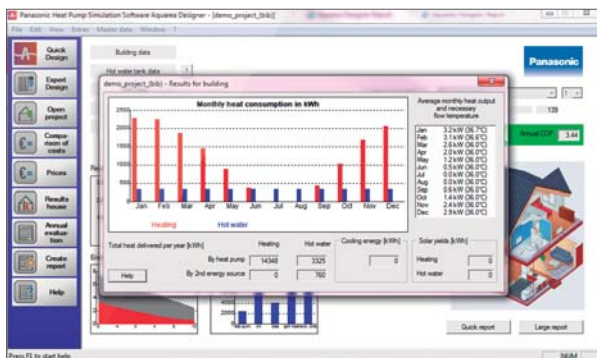 Panasonic Heat Pump Simulation Software Aquarea Designer - [demo_project_(bib)]
File Edit View Extras Master data Window ?
Quick Design
Expert Design
Open project
Compa-rison of costs
Prices
Results house
Annual evalua-tion
Create report
Help
Building data
Hot water tank data
Panasonic
139
Annual COP 3.44
demo_project_(bib) - Results for building
Monthly heat consumption in kWh
2500
2000
1500
1000
500
0
Jan Feb Mar Apr May Jun Jul Aug Sep Oct Nov Dec
Heating Hot water
Average monthly heat output
and necessary
flow temperature
Jan 3.2 kW (36.7°C)
Feb 3.1 kW (36.6°C)
Mar 2.6 kW (36.0°C)
Apr 2.0 kW (36.0°C)
May 1.2 kW (36.0°C)
Jun 0.5 kW (36.0°C)
Jul 0.0 kW (36.0°C)
Aug
Sep 0.6 kW (36.0°C)
Oct 1.4 kW (36.0°C)
Nov 2.4 kW (36.0°C)
Dec 2.9 kW (36.0°C)
Total heat delivered per year [kWh] Heating Hot water
By heat pump 14348 3325
By 2nd energy source 0 760
Cooling energy [kWh]
0
Solar yields [kWh]
Heating 0
Hot water 0
Help
Quick report
Large report
Press F1 to start help
NUM